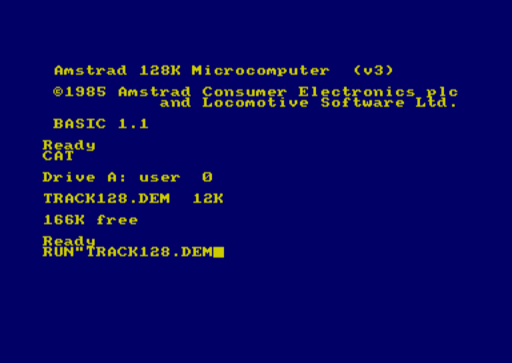 Amstrad 128K Microcomputer  (v3)
©1985 Amstrad Consumer Electronics plc
and Locomotive Software Ltd.
BASIC 1.1
Ready
CAT
Drive A: user  0
TRACK128.DEM  12K
166K free
Ready
RUN"TRACK128.DEM